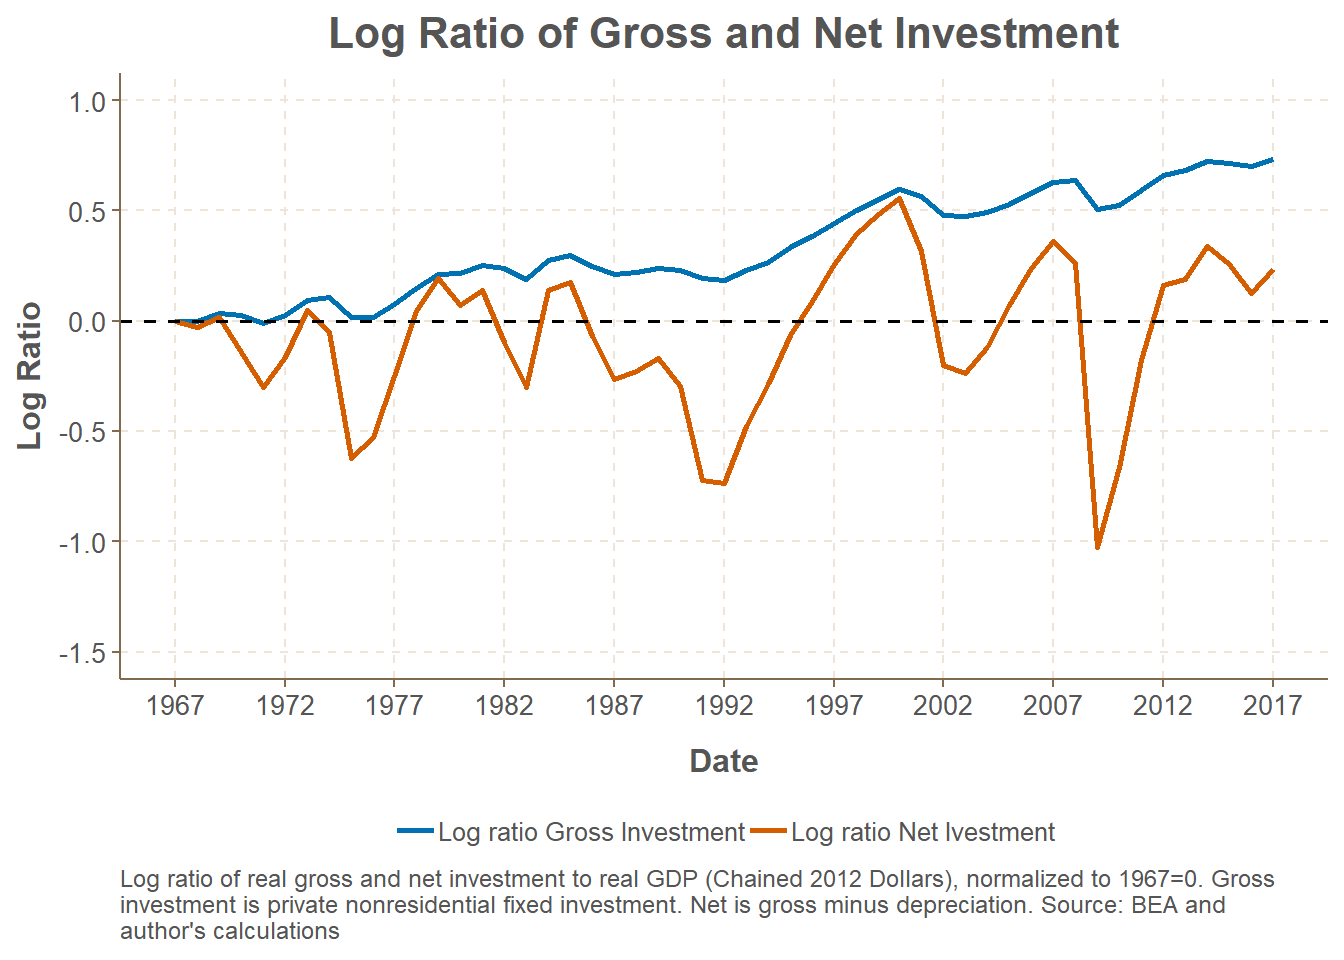 Log Ratio of Gross and Net Investment
Log Ratio
1.0
0.5
0.0
-0.5
-1.0
-1.5
1967 1972 1977 1982 1987 1992 1997 2002 2007 2012 2017
Date
Log ratio Gross Investment Log ratio Net Ivestment
Log ratio of real gross and net investment to real GDP (Chained 2012 Dollars), normalized to 1967=0. Gross
investment is private nonresidential fixed investment. Net is gross minus depreciation. Source: BEA and
author's calculations